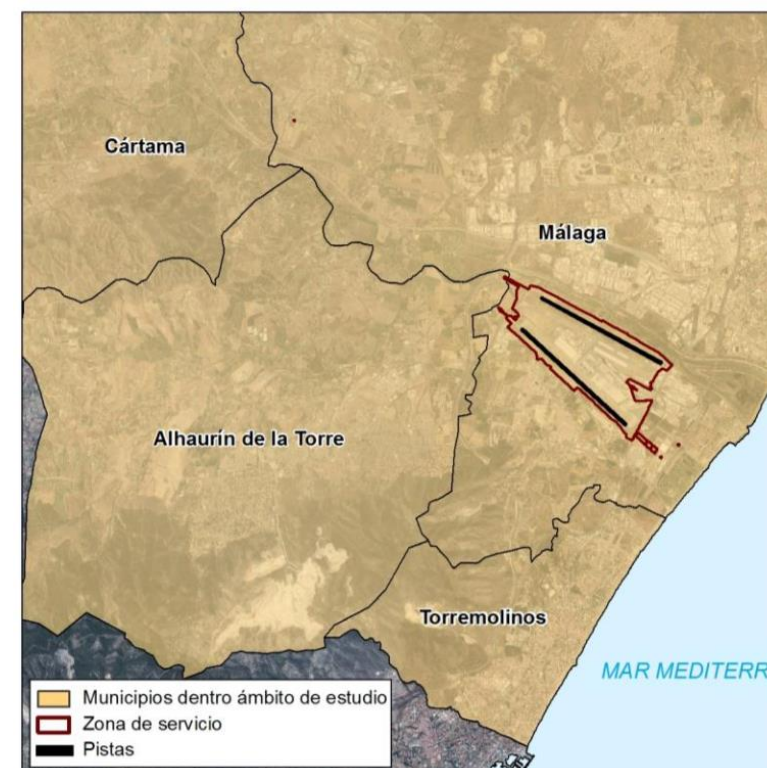 Cártama
Málaga
Alhaurín de la Torre
Torremolinos
MAR MEDITERR
Municipios dentro ámbito de estudio
Zona de servicio
Pistas